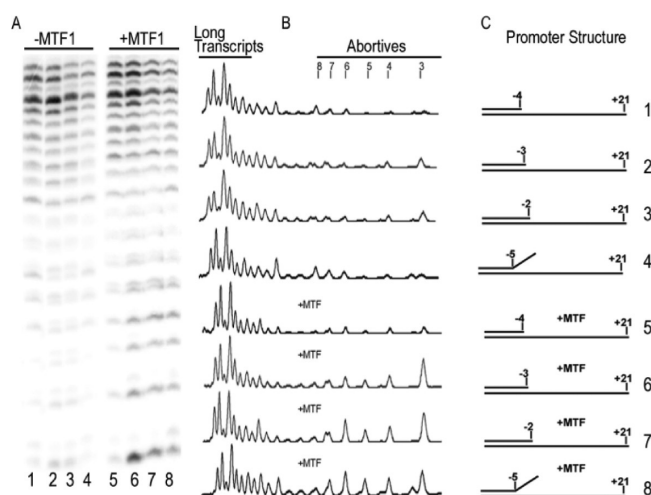 A
-MTF1 +MTF1
1 2 3 4 5 6 7 8
Long
Transcripts
B
Abortives
8 7 6 5 4 3
+MTF
+MTF
+MTF
+MTF
C
Promoter Structure
-4 +21 1
-3 +21 2
-2 +21 3
-5 +21 4
-4 +MTF +21 5
-3 +MTF +21 6
-2 +MTF +21 7
-5 +MTF +21 8